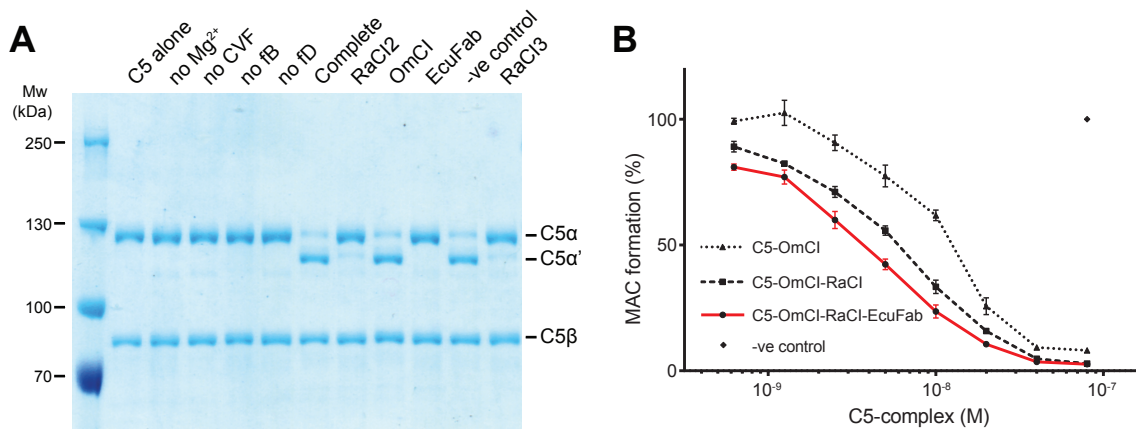 A
C5 alone
no Mg²⁺
no CVF
no fB
no fD
Complete
RaCI2
OmCI
EcuFab
-ve control
RaCI3
Mw
(kDa)
250
130
100
70
C5α
C5α’
C5β
B
MAC formation (%)
100
50
0
C5-OmCI
C5-OmCI-RaCI
C5-OmCI-RaCI-EcuFab
-ve control
10⁻⁹
10⁻⁸
10⁻⁷
C5-complex (M)